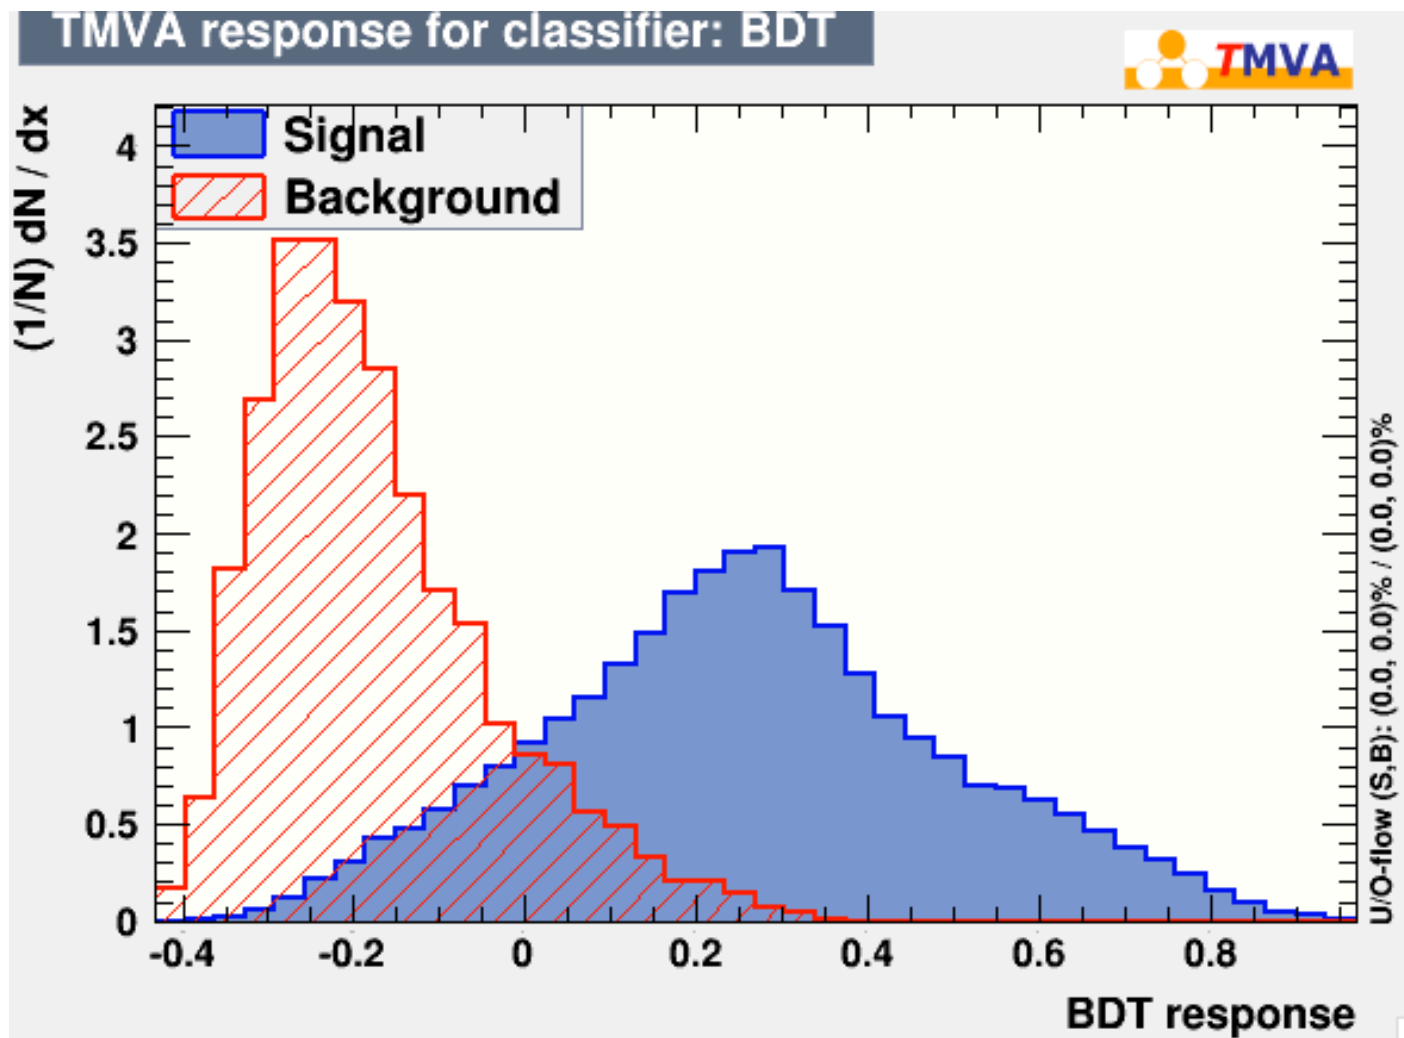 TMVA response for classifier: BDT
TMVA
(1/N) dN / dx
Signal
Background
4
3.5
3
2.5
2
1.5
1
0.5
0
-0.4 -0.2 0 0.2 0.4 0.6 0.8
BDT response
U/O-flow (S,B): (0.0, 0.0)% / (0.0, 0.0)%